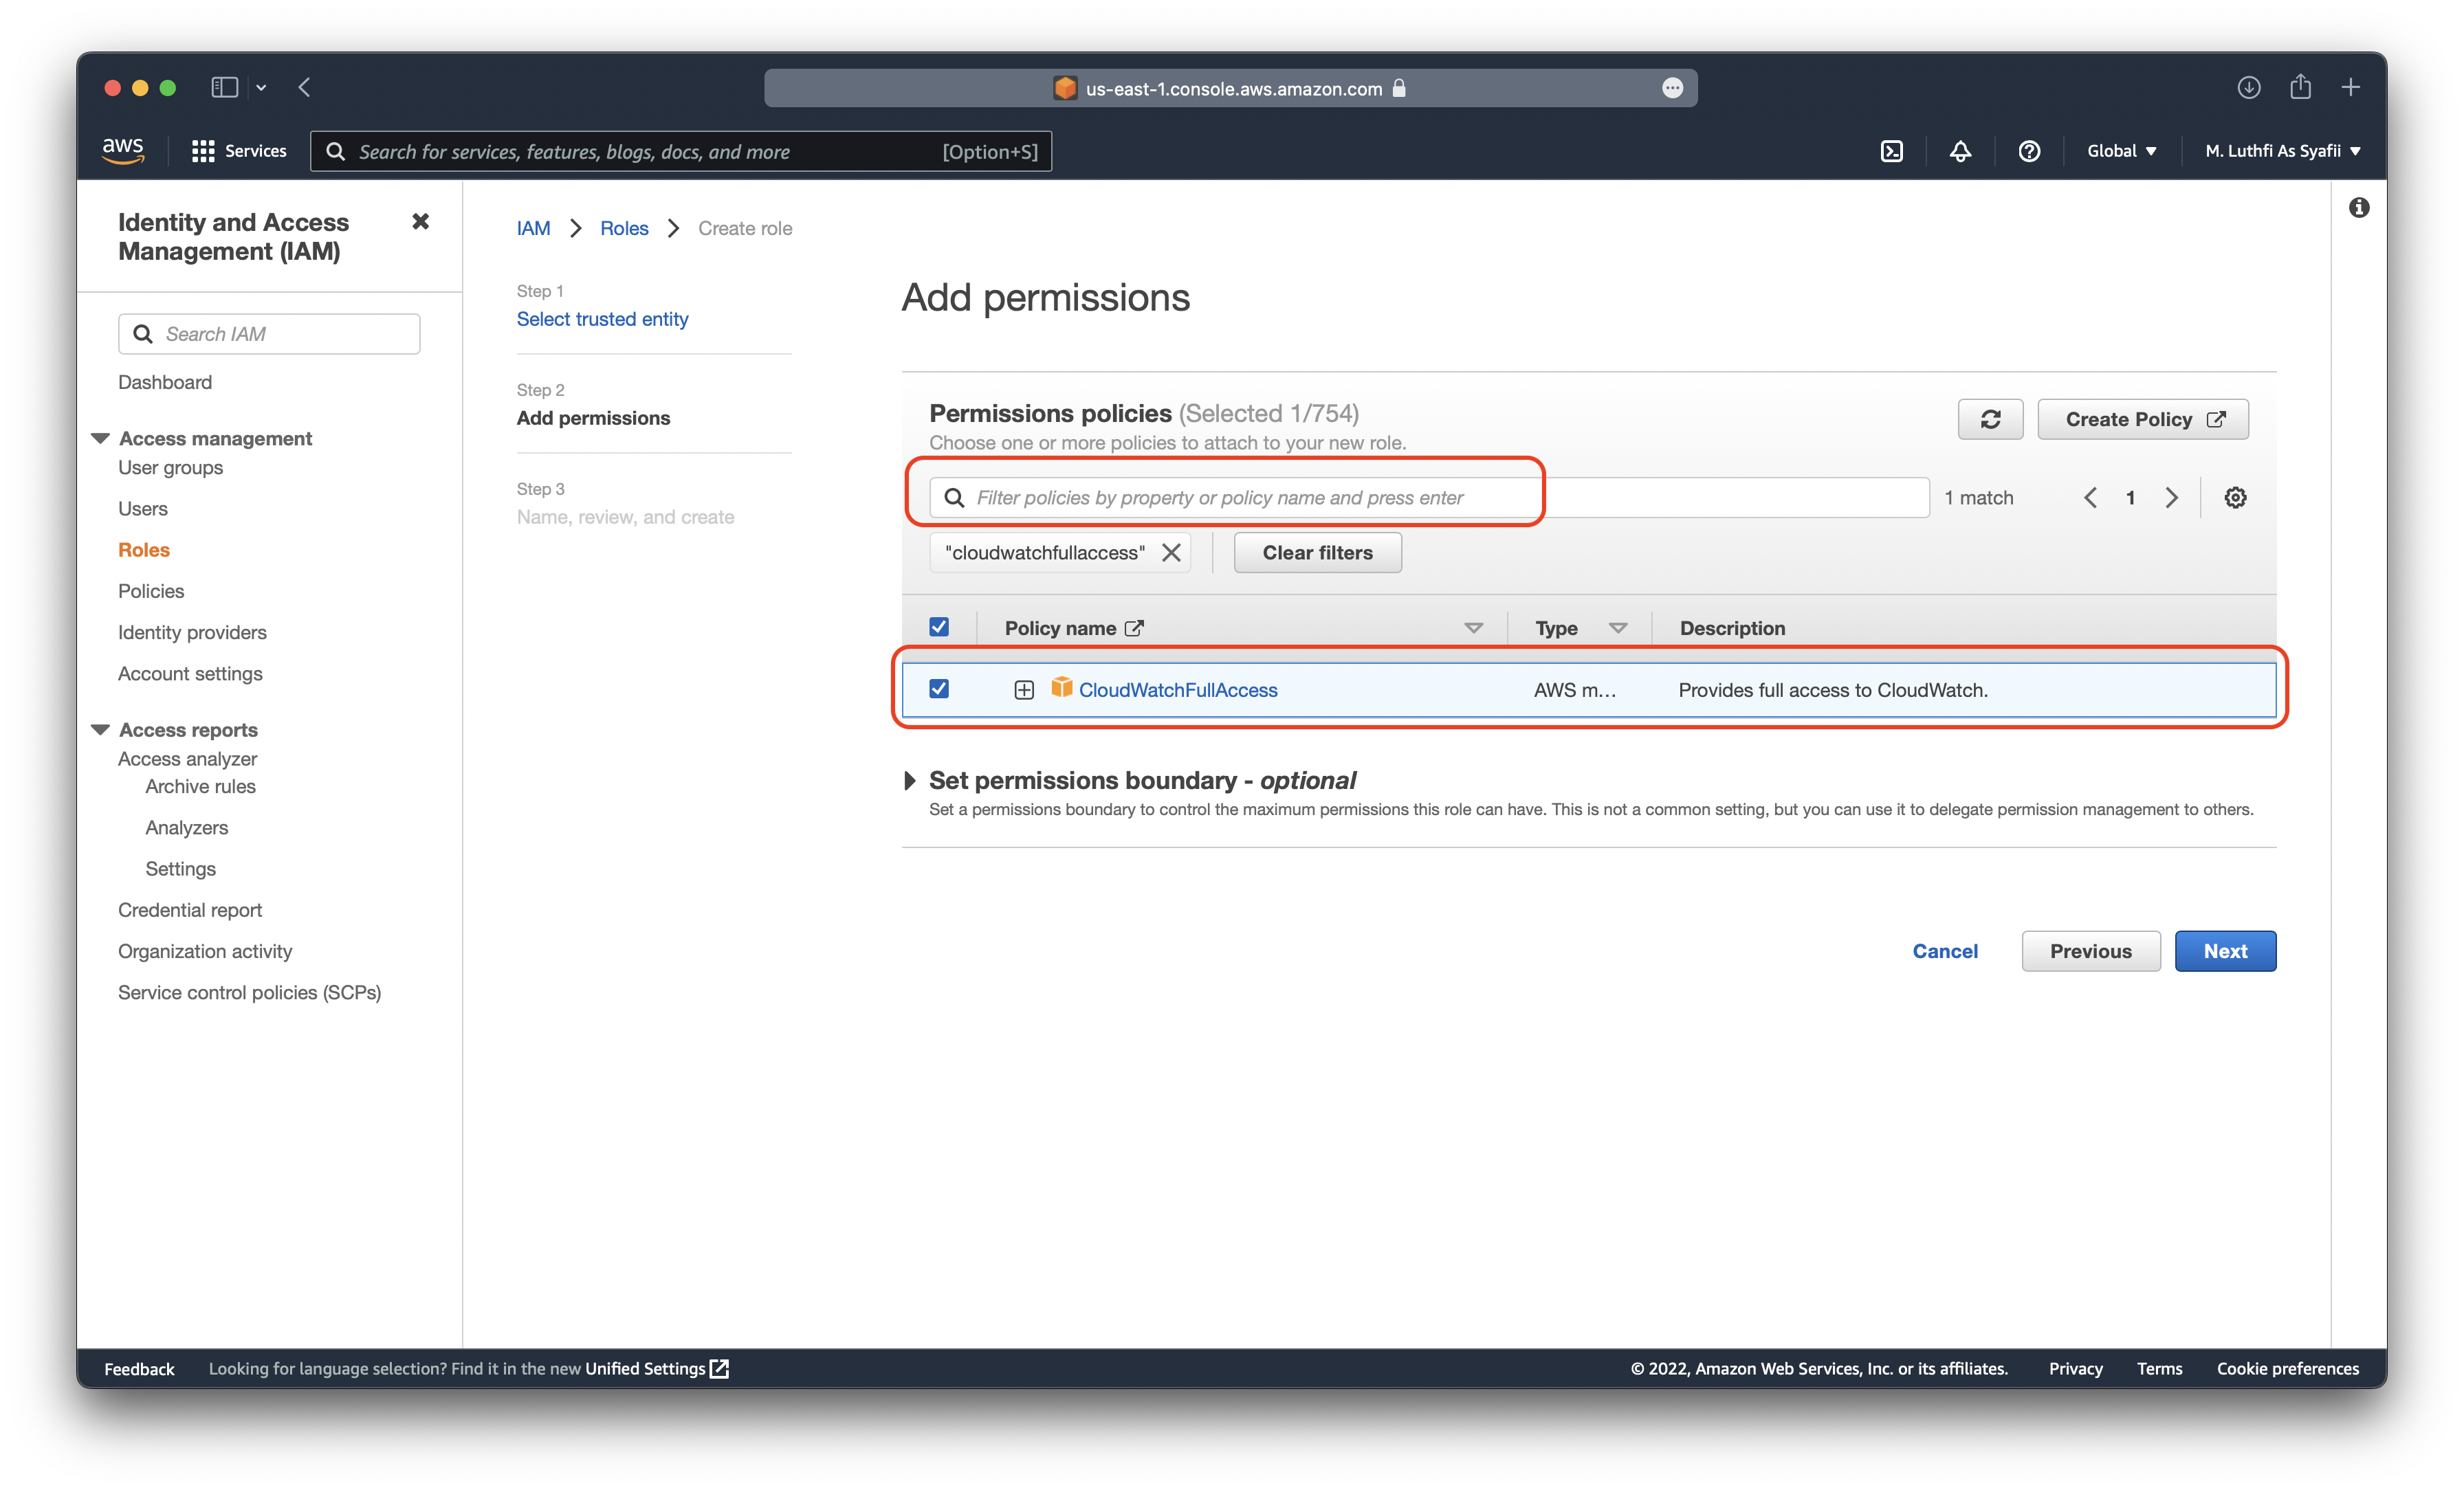 us-east-1.console.aws.amazon.com
aws
Services
Search for services, features, blogs, docs, and more
[Option+S]
Global
M. Luthfi As Syafii
Identity and Access
Management (IAM)
Search IAM
Dashboard
Access management
User groups
Users
Roles
Policies
Identity providers
Account settings
Access reports
Access analyzer
Archive rules
Analyzers
Settings
Credential report
Organization activity
Service control policies (SCPs)
IAM
Roles
Create role
Step 1
Select trusted entity
Step 2
Add permissions
Step 3
Name, review, and create
Add permissions
Permissions policies (Selected 1/754)
Choose one or more policies to attach to your new role.
Create Policy
Filter policies by property or policy name and press enter
1 match
1
"cloudwatchfullaccess"
Clear filters
Policy name
Type
Description
CloudWatchFullAccess
AWS m...
Provides full access to CloudWatch.
Set permissions boundary - optional
Set a permissions boundary to control the maximum permissions this role can have. This is not a common setting, but you can use it to delegate permission management to others.
Cancel
Previous
Next
Feedback
Looking for language selection? Find it in the new Unified Settings
© 2022, Amazon Web Services, Inc. or its affiliates.
Privacy
Terms
Cookie preferences